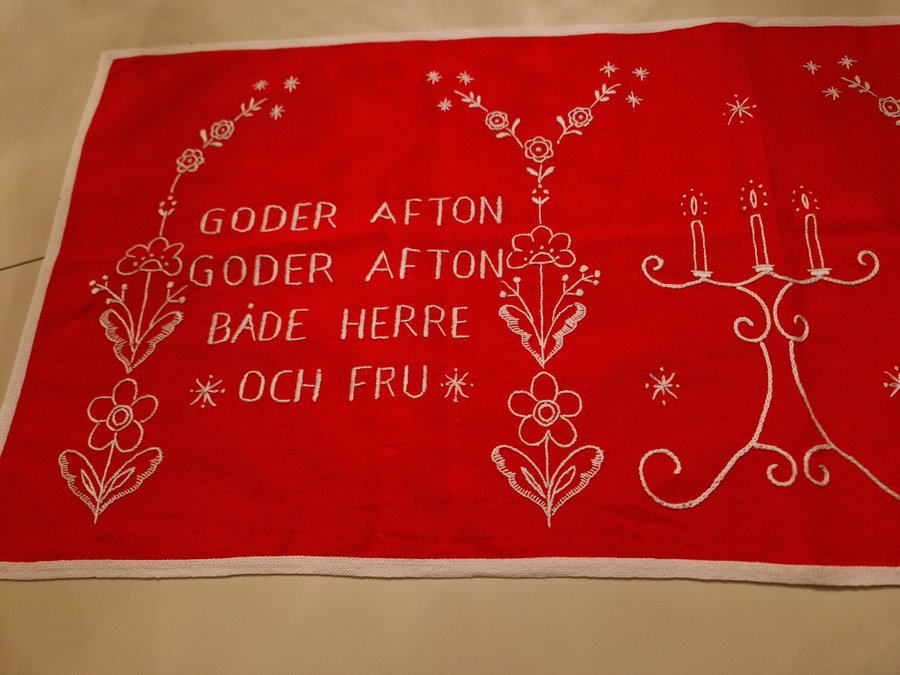 GODER AFTON
GODER AFTON
BÅDE HERRE
OCH FRU